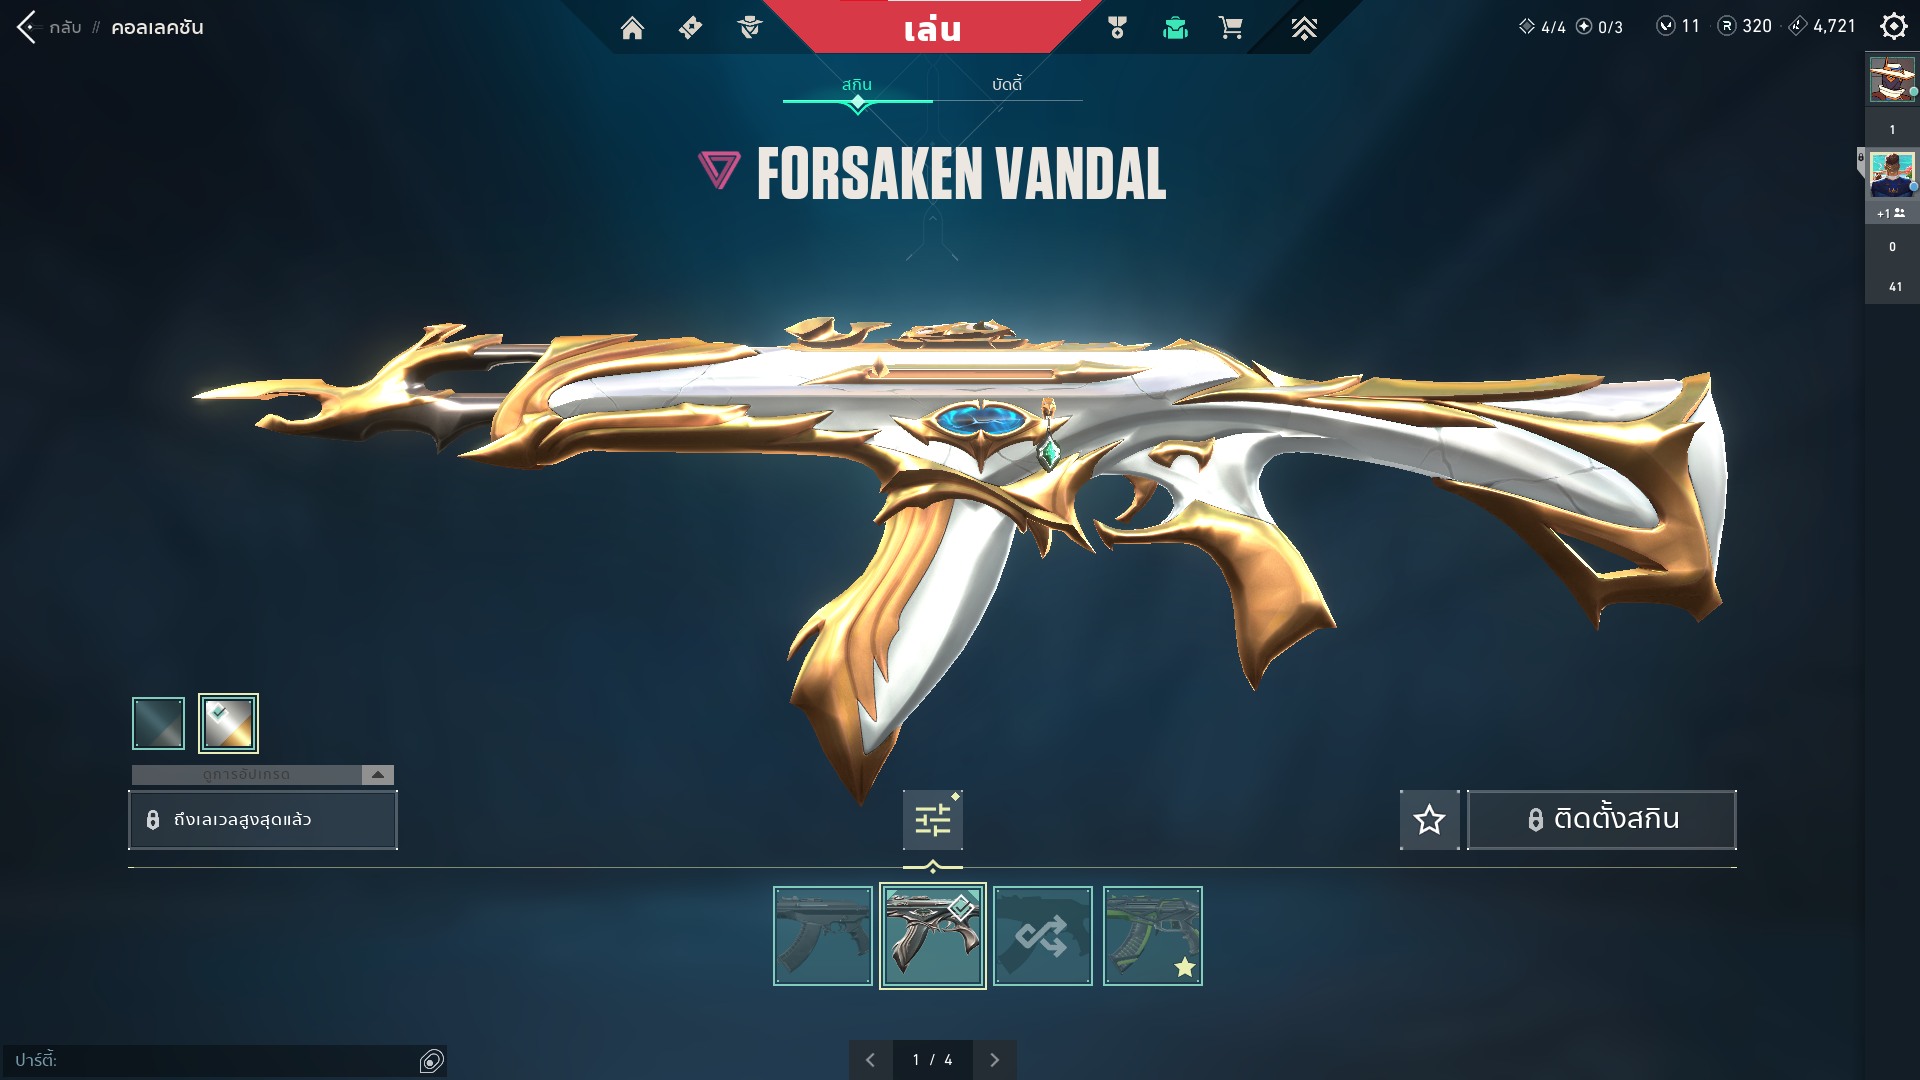 กลับ // คอลเลคชัน
เล่น
4/4 0/3 11 R 320 4,721
สกิน บัดดี้
FORSAKEN VANDAL
1
+1
0
41
ดูการอัปเกรด
ถึงเลเวลสูงสุดแล้ว
ติดตั้งสกิน
ปาร์ตี้:
1 / 4